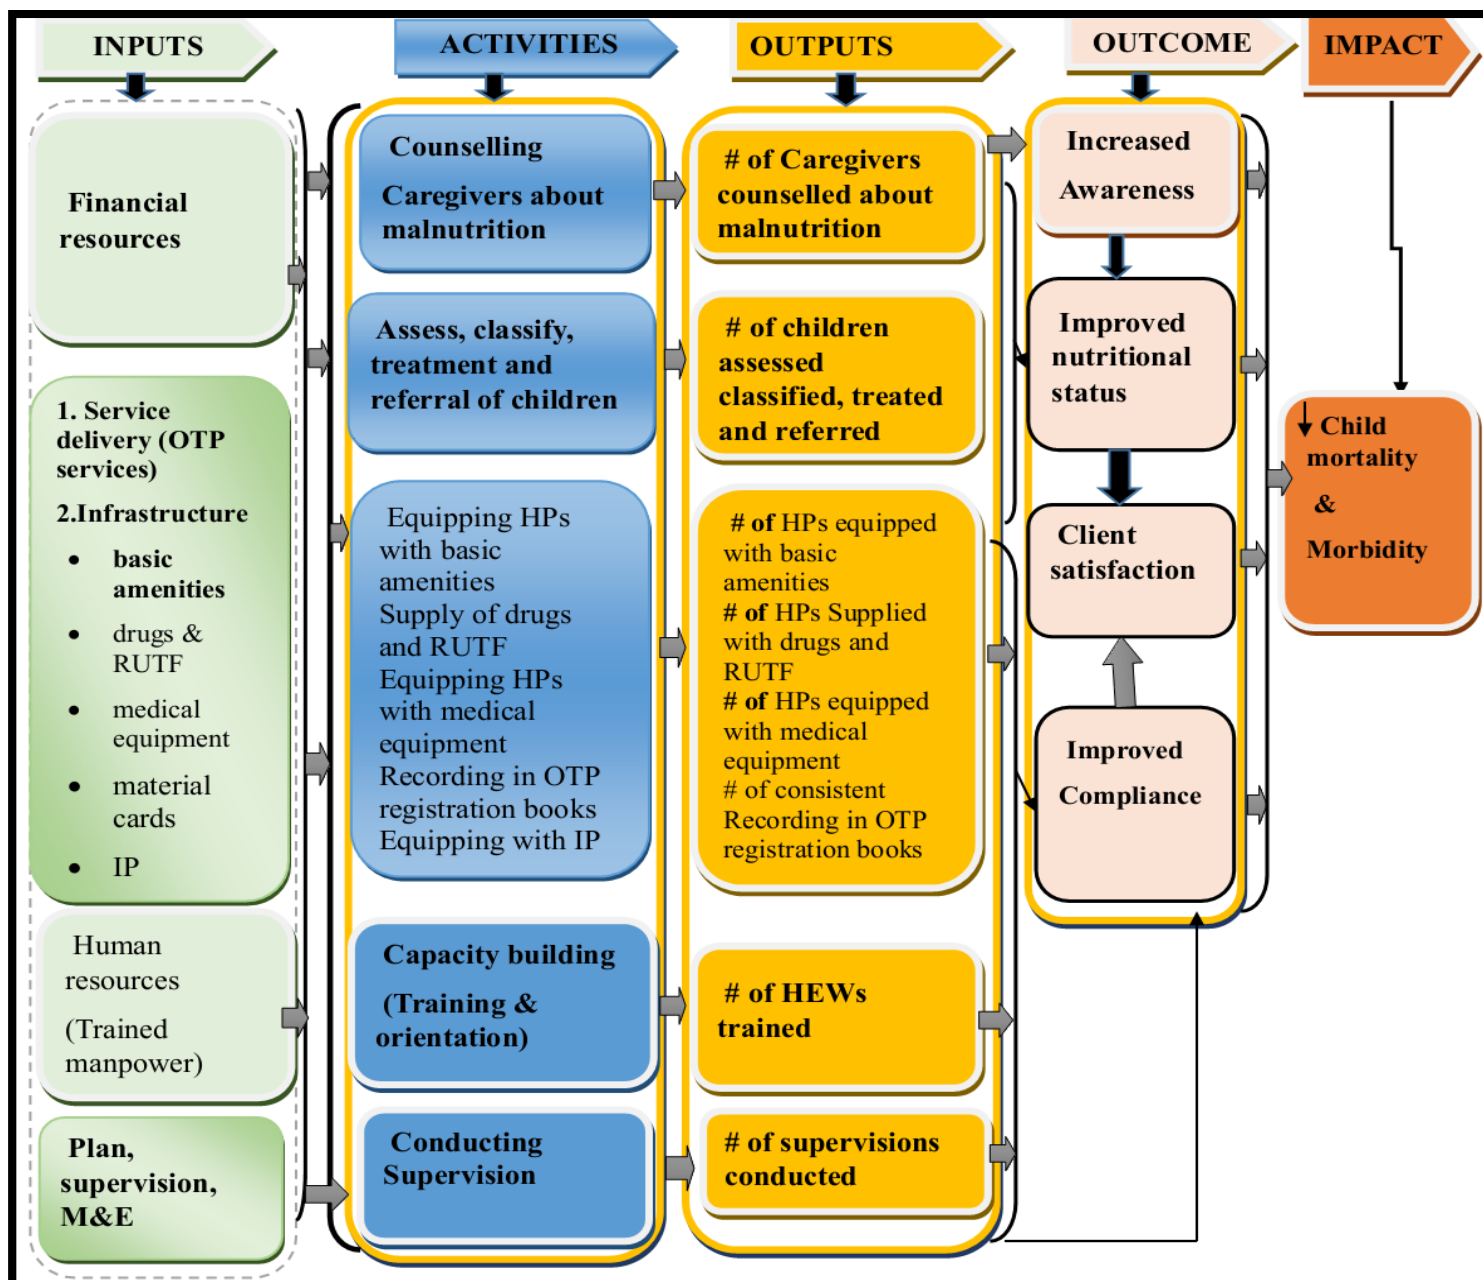 INPUTS
ACTIVITIES
OUTPUTS
OUTCOME
IMPACT
Financial
resources
1. Service
delivery (OTP
services)
2.Infrastructure
• basic
amenities
• drugs &
RUTF
• medical
equipment
• material
cards
• IP
Human
resources
(Trained
manpower)
Plan,
supervision,
M&E
Counselling
Caregivers about
malnutrition
Assess, classify,
treatment and
referral of children
Equipping HPs
with basic
amenities
Supply of drugs
and RUTF
Equipping HPs
with medical
equipment
Recording in OTP
registration books
Equipping with IP
Capacity building
(Training &
orientation)
Conducting
Supervision
# of Caregivers
counselled about
malnutrition
# of children
assessed
classified, treated
and referred
# of HPs equipped
with basic
amenities
# of HPs Supplied
with drugs and
RUTF
# of HPs equipped
with medical
equipment
# of consistent
Recording in OTP
registration books
# of HEWs
trained
# of supervisions
conducted
Increased
Awareness
Improved
nutritional
status
Client
satisfaction
Improved
Compliance
Child
mortality
&
Morbidity